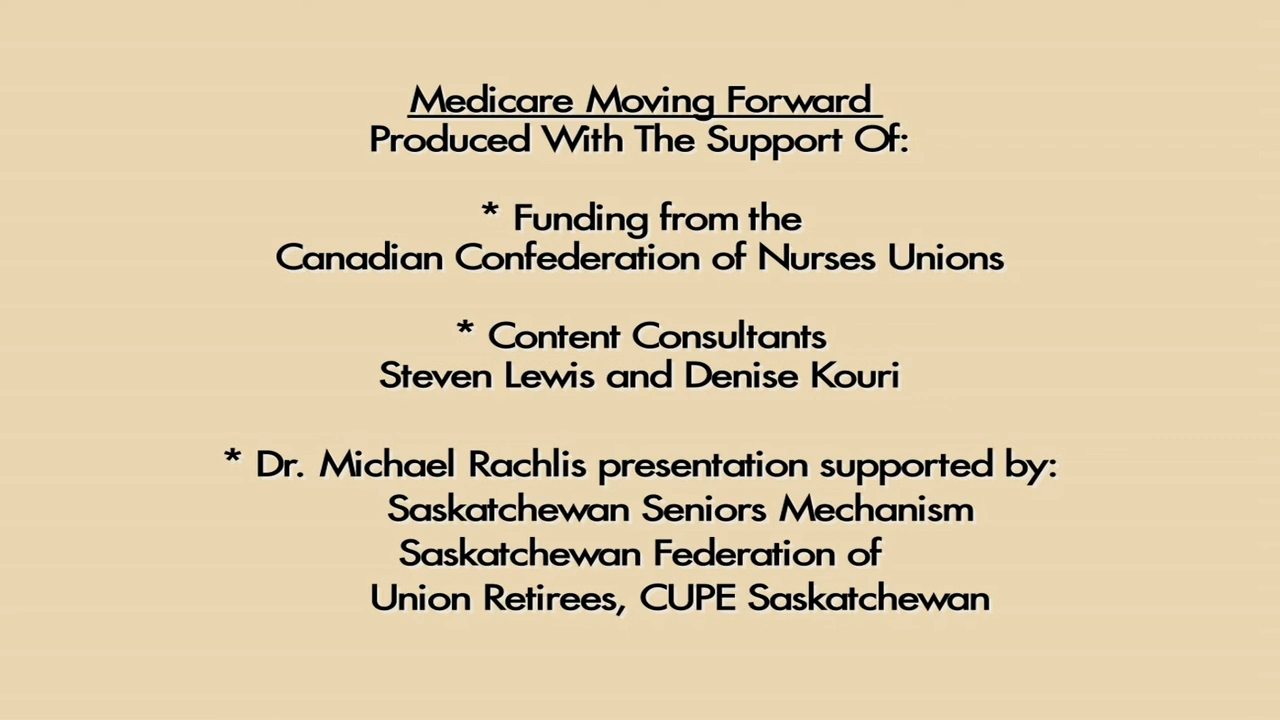 Medicare Moving Forward
Produced With The Support Of:
* Funding from the
Canadian Confederation of Nurses Unions
* Content Consultants
Steven Lewis and Denise Kouri
* Dr. Michael Rachlis presentation supported by:
Saskatchewan Seniors Mechanism
Saskatchewan Federation of
Union Retirees, CUPE Saskatchewan